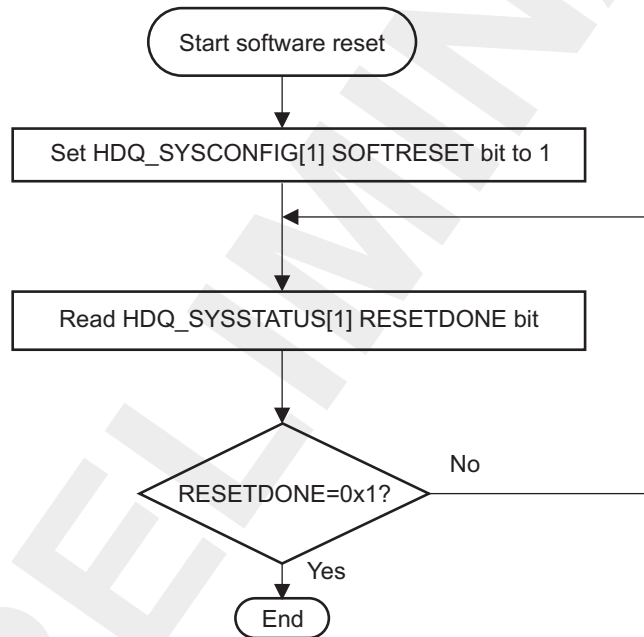 Start software reset
Set HDQ_SYSCONFIG[1] SOFTRESET bit to 1
Read HDQ_SYSSTATUS[1] RESETDONE bit
RESETDONE=0x1?
No
Yes
End